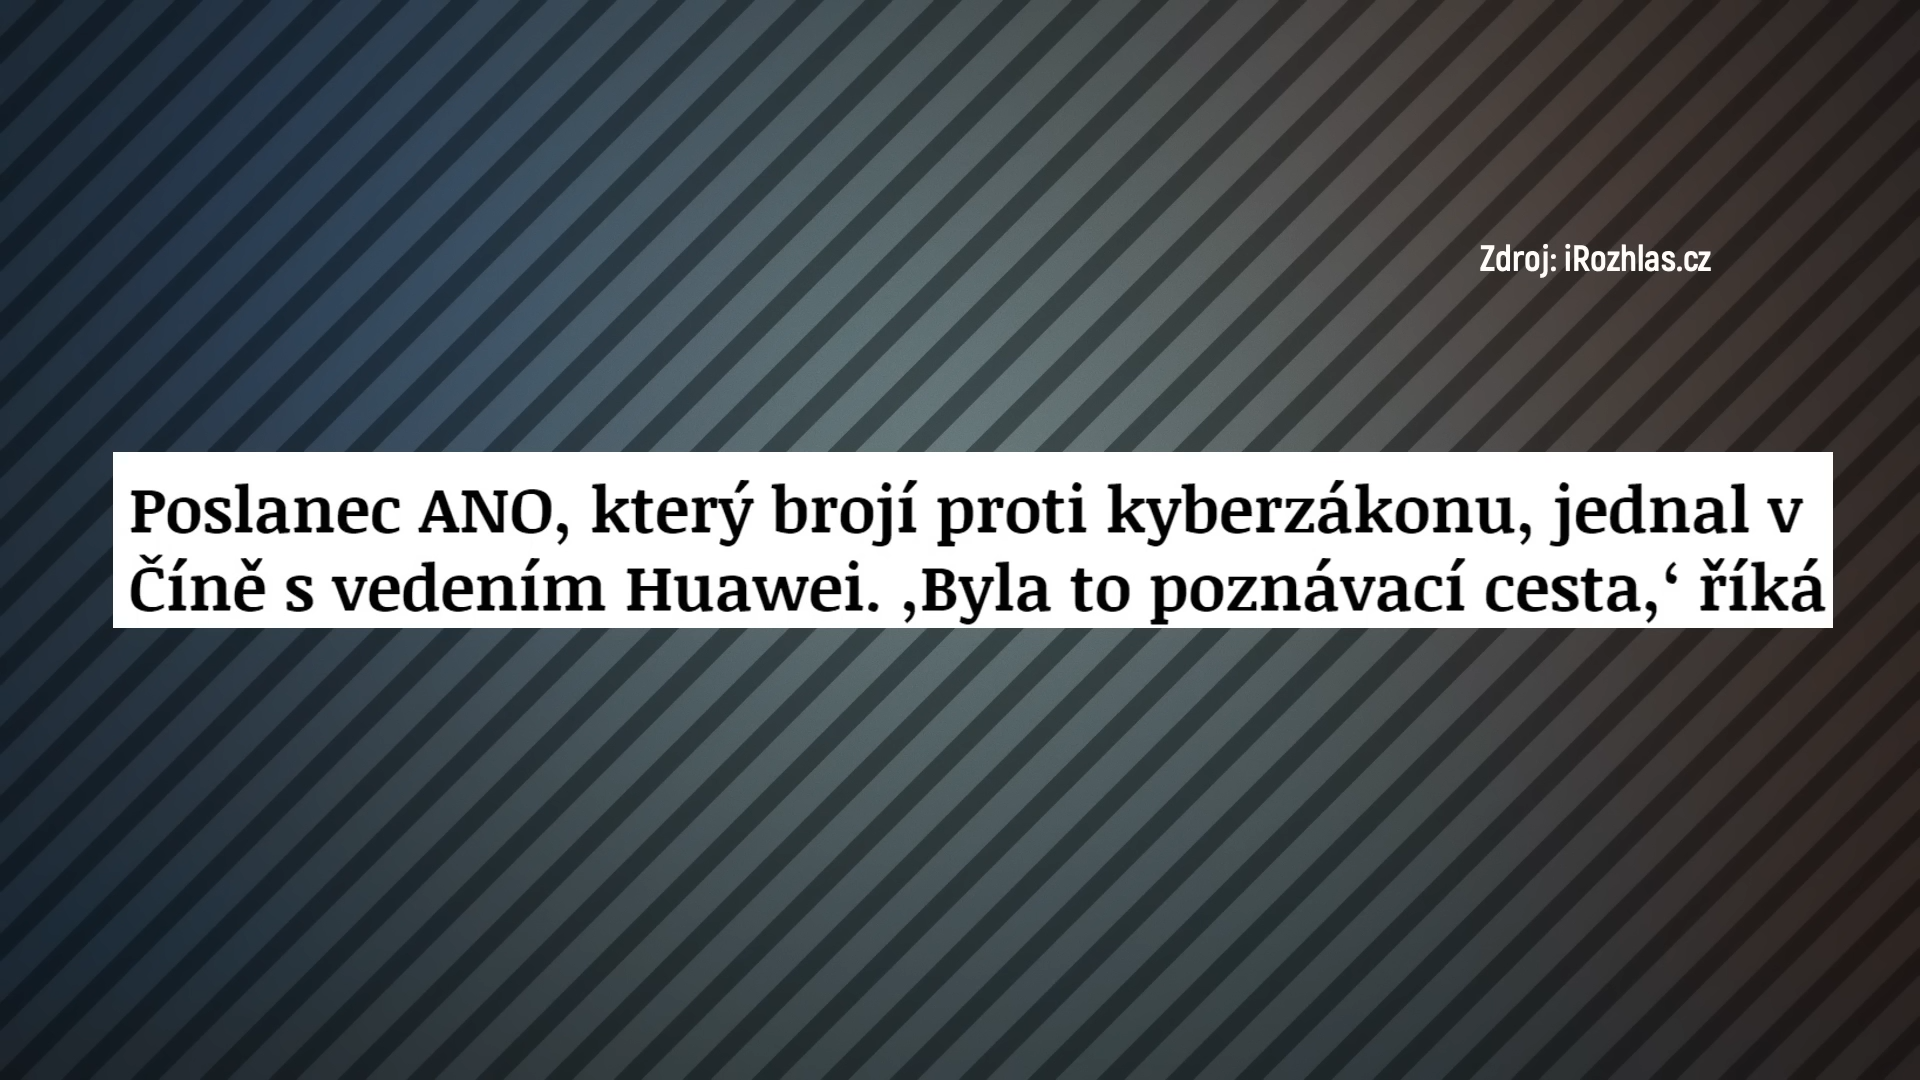 Zdroj: iRozhlas.cz
Poslanec ANO, který brojí proti kyberzákonu, jednal v
Číně s vedením Huawei. ‚Byla to poznávací cesta,‘ říká